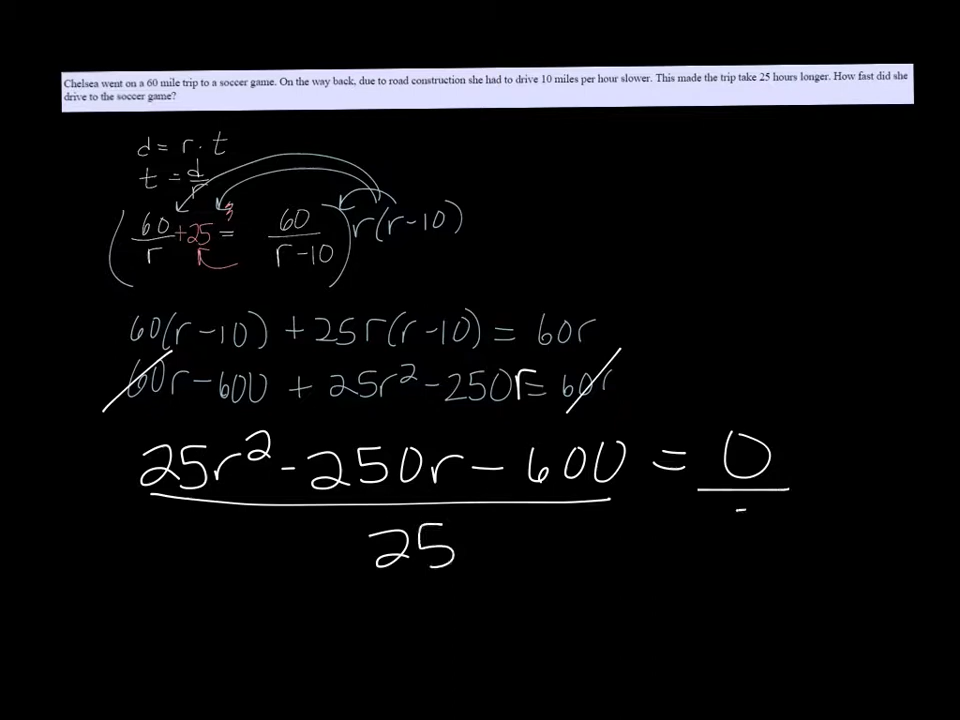 Chelsea went on a 60 mile trip to a soccer game. On the way back, due to road construction she had to drive 10 miles per hour slower. This made the trip take 25 hours longer. How fast did she
drive to the soccer game?
d = r · t
t = d/r
(60/r + 25 = 60/(r-10)) r(r-10)
60(r-10) + 25r(r-10) = 60r
60r - 600 + 25r² - 250r = 60r
25r² - 250r - 600 = 0
25